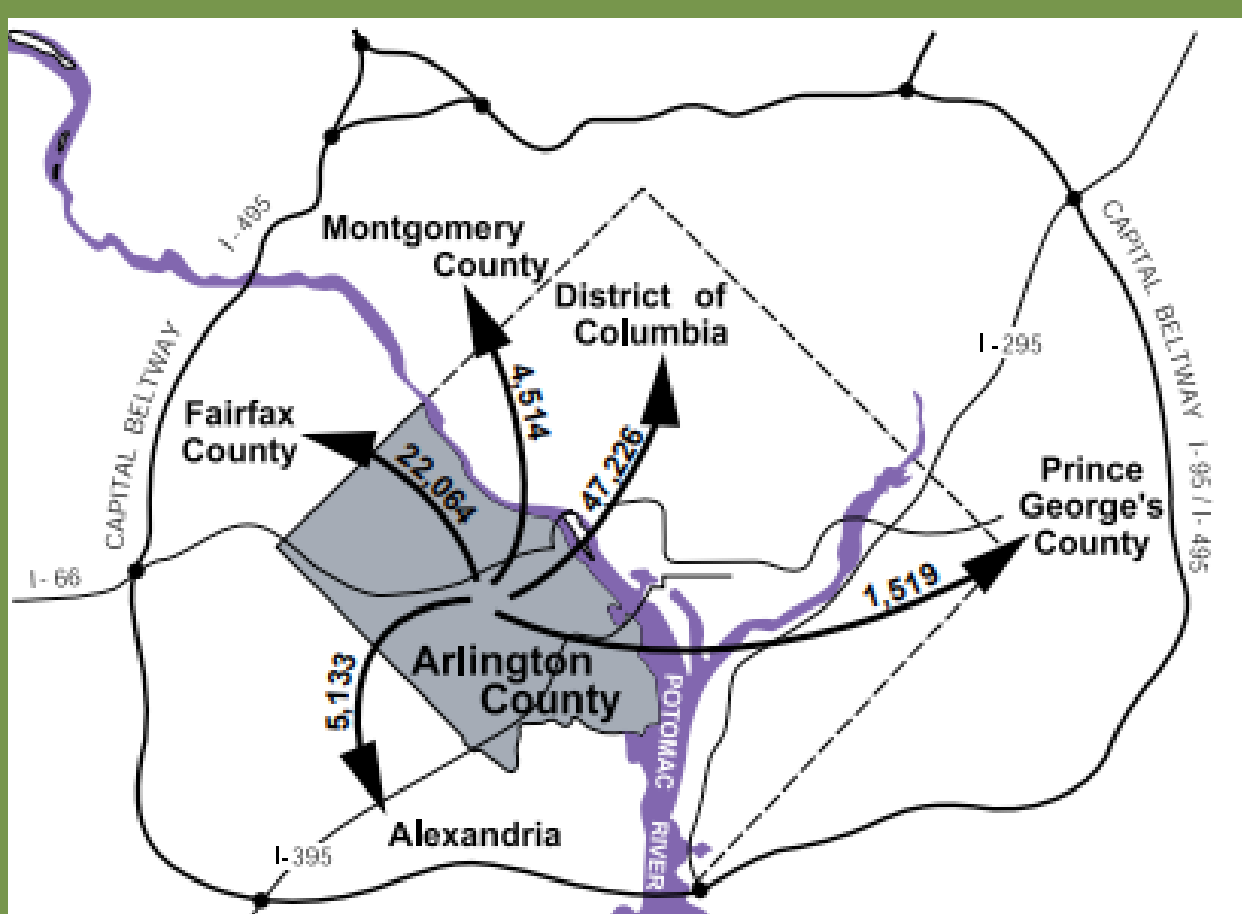 I-495
Montgomery
County
District of
Columbia
CAPITAL BELTWAY
I-295
CAPITAL BELTWAY I-95/I-495
4,514
Fairfax
County
22,064
47,226
Prince
George's
County
I-66
1,519
Arlington
County
5,133
POTOMAC RIVER
Alexandria
I-395